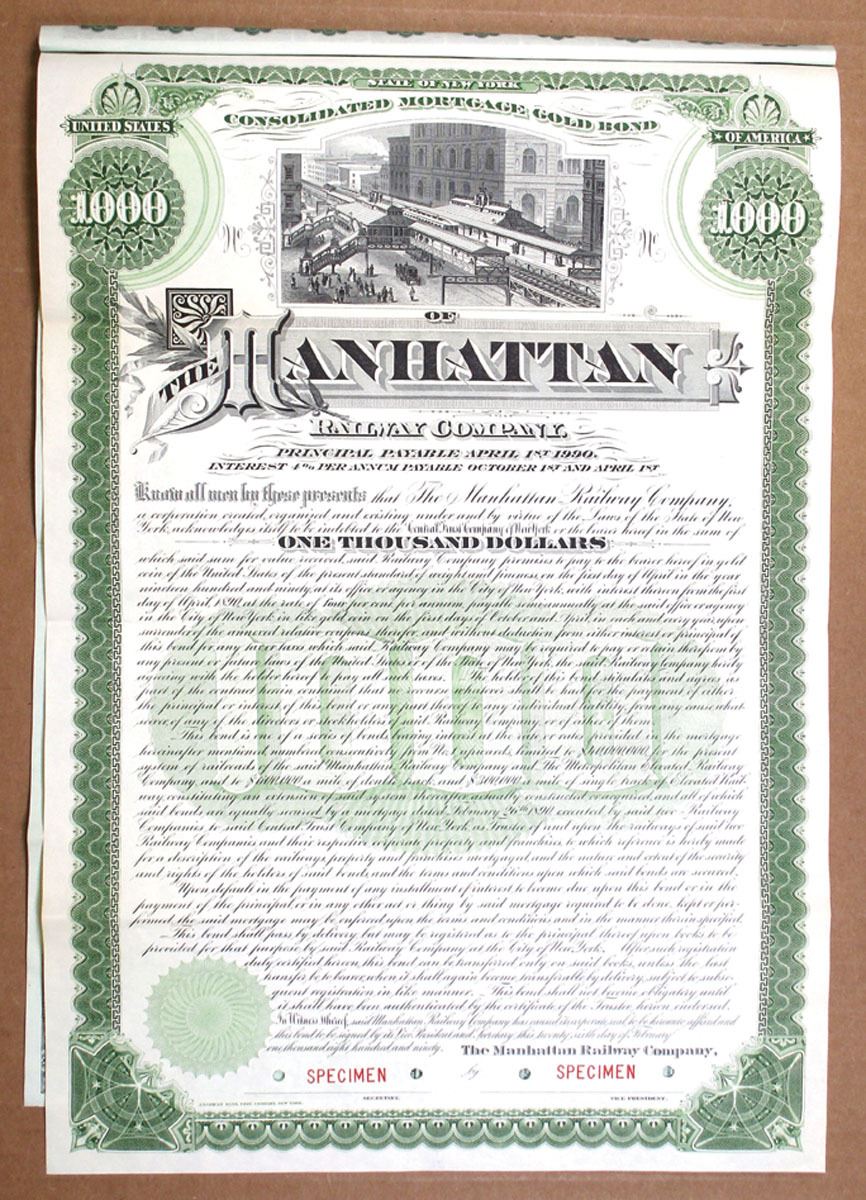 STATE OF NEW YORK
CONSOLIDATED MORTGAGE GOLD BOND
UNITED STATES
OF AMERICA
1000
1000
No
No
OF
THE MANHATTAN
RAILWAY COMPANY.
PRINCIPAL PAYABLE APRIL 1ST 1990.
INTEREST 4% PER ANNUM PAYABLE OCTOBER 1ST AND APRIL 1ST
Know all men by these presents that The Manhattan Railway Company,
a corporation created, organized and existing under and by virtue of the Laws of the State of New
York, acknowledges itself to be indebted to the Central Trust Company of New York or the bearer hereof in the sum of
ONE THOUSAND DOLLARS
which said sum for value received, said Railway Company promises to pay to the bearer hereof in gold
coin of the United States of the present standard of weight and fineness, on the first day of April in the year
nineteen hundred and ninety, at its office or agency in the City of New York, with interest thereon from the first
day of April, 1890, at the rate of four per cent. per annum, payable semi-annually at the said office or agency
in the City of New York in like gold coin on the first days of October and April, in each and every year, upon
surrender of the annexed relative coupons therefor, and without deduction from either interest or principal of
this bond for any tax or taxes which said Railway Company may be required to pay or retain therefrom by
any present or future laws of the United States or of the State of New York, the said Railway Company hereby
agreeing with the holder hereof to pay all such taxes. The holder of this bond stipulates and agrees as
part of the contract herein contained that no recourse whatever shall be had for the payment of either
the principal or interest of this bond or any part thereof to any individual liability from any cause what-
soever of any of the directors or stockholders of said Railway Company or of either of them
This bond is one of a series of bonds, having interest at the rate or rates provided in the mortgage
hereinafter mentioned, numbered consecutively from No. 1 upwards, limited to $40,000,000, for the present
system of railroads of the said Manhattan Railway Company and The Metropolitan Elevated Railway
Company, and to a mile of double track, and $300,000 a mile of single track, of Elevated Rail-
way constituting an extension of said system thereafter actually constructed or acquired, and all of which
said bonds are equally secured by a mortgage dated February 26th 1890, executed by said two Railway
Companies to said Central Trust Company of New York, as Trustee, of and upon the railways of said two
Railway Companies and their respective other property and franchises, to which reference is hereby made
for a description of the railways, property and franchises mortgaged, and the nature and extent of the security
and rights of the holders of said bonds, and the terms and conditions upon which said bonds are secured.
Upon default in the payment of any installment of interest to become due upon this bond or in the
payment of the principal, or in any other act or thing by said mortgage required to be done, kept or per-
formed, the said mortgage may be enforced upon the terms and conditions and in the manner therein specified.
This bond shall pass by delivery, but may be registered as to the principal thereof upon books to be
provided for that purpose by said Railway Company at the City of New York. After such registration
duly certified hereon, this bond can be transferred only on said books, unless the last
transfer be to bearer, when it shall again become transferable by delivery, subject to subse-
quent registration in like manner. This bond shall not become obligatory until
it shall have been authenticated by the certificate of the Trustee hereon endorsed.
In Witness whereof, said Manhattan Railway Company has caused its corporate seal to be hereunto affixed and
this bond to be signed by its Vice President and Secretary this twenty sixth day of February
one thousand eight hundred and ninety.
The Manhattan Railway Company,
SPECIMEN
by
SPECIMEN
SECRETARY.
VICE PRESIDENT.
AMERICAN BANK NOTE COMPANY, NEW YORK.